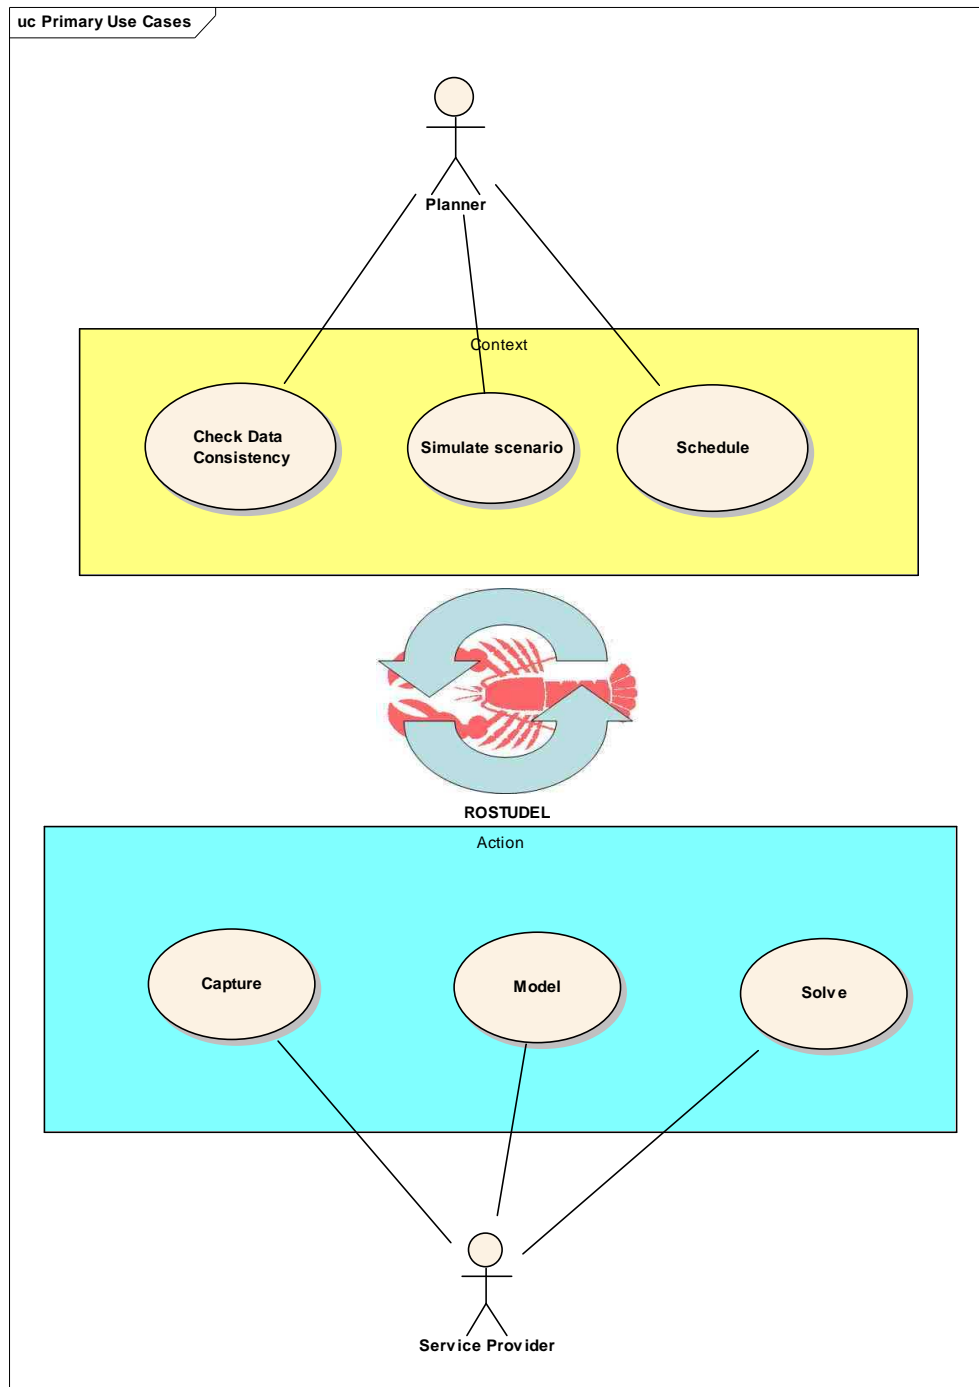 uc Primary Use Cases
Planner
Context
Check Data
Consistency
Simulate scenario
Schedule
ROSTUDEL
Action
Capture
Model
Solve
Service Provider